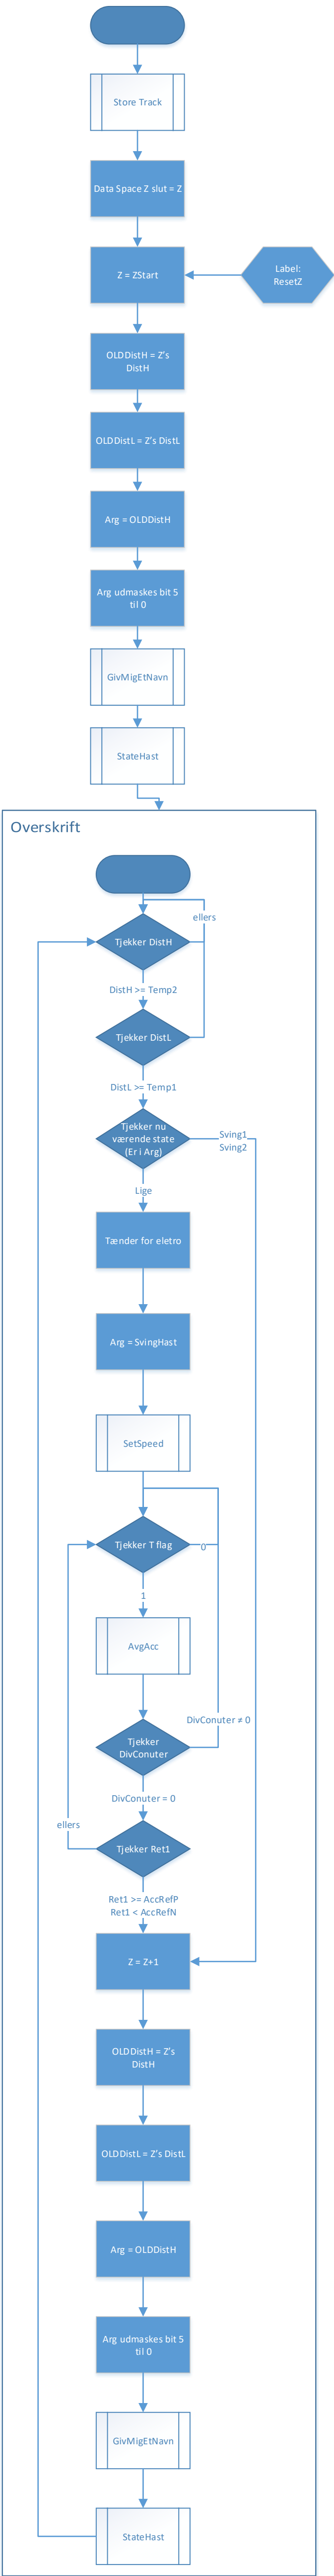 Store Track
Data Space Z slut = Z
Z = ZStart
Label:
ResetZ
OLDDistH = Z's
DistH
OLDDistL = Z's DistL
Arg = OLDDistH
Arg udmaskes bit 5
til 0
GivMigEtNavn
StateHast
Overskrift
ellers
Tjekker DistH
DistH >= Temp2
Tjekker DistL
DistL >= Temp1
Tjekker nu
værende state
(Er i Arg)
Sving1
Sving2
Lige
Tænder for eletro
Arg = SvingHast
SetSpeed
Tjekker T flag
0
1
AvgAcc
DivConuter ≠ 0
Tjekker
DivConuter
DivConuter = 0
ellers
Tjekker Ret1
Ret1 >= AccRefP
Ret1 < AccRefN
Z = Z+1
OLDDistH = Z's
DistH
OLDDistL = Z's DistL
Arg = OLDDistH
Arg udmaskes bit 5
til 0
GivMigEtNavn
StateHast